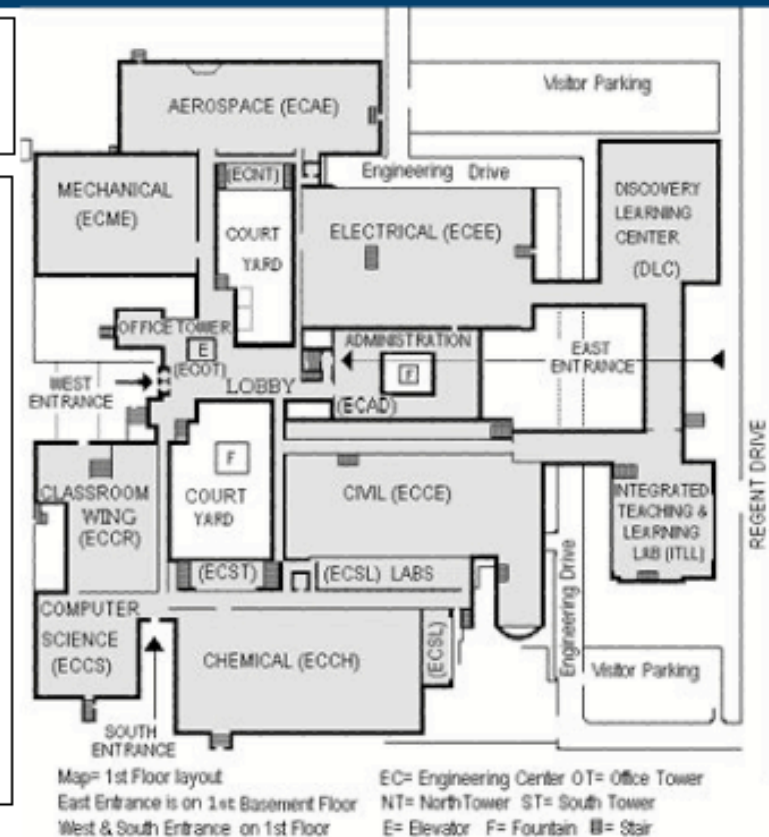 Visitor Parking
AEROSPACE (ECAE)
(ECNT)
Engineering Drive
MECHANICAL
(ECME)
DISCOVERY
LEARNING
CENTER
(DLC)
COURT
YARD
ELECTRICAL (ECEE)
OFFICE TOWER
E
(ECOT)
ADMINISTRATION
F
(ECAD)
EAST
ENTRANCE
WEST
ENTRANCE
LOBBY
F
COURT
YARD
CLASSROOM
WING
(ECCR)
CIVIL (ECCE)
INTEGRATED
TEACHING &
LEARNING
LAB (ITLL)
REGENT DRIVE
(ECST)
(ECSL) LABS
Engineering Drive
COMPUTER
SCIENCE
(ECCS)
CHEMICAL (ECCH)
(ECSL)
Visitor Parking
SOUTH
ENTRANCE
Map= 1st Floor layout
East Entrance is on 1st Basement Floor
West & South Entrance on 1st Floor
EC= Engineering Center OT= Office Tower
NT= NorthTower ST= South Tower
E= Elevator F= Fountain = Stair